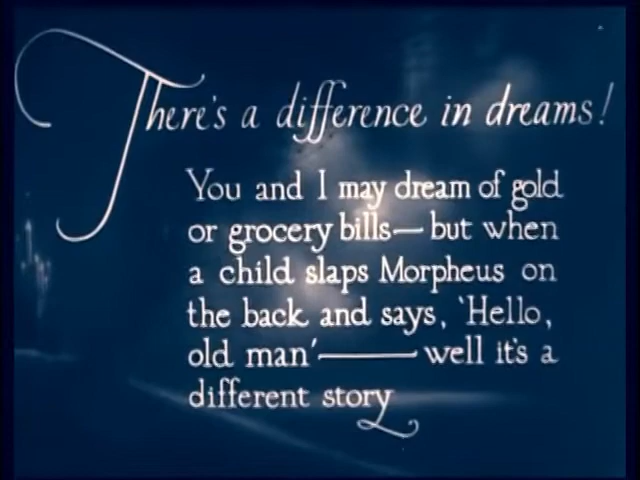 There's a difference in dreams!
You and I may dream of gold
or grocery bills—but when
a child slaps Morpheus on
the back and says, 'Hello,
old man'——well it's a
different story